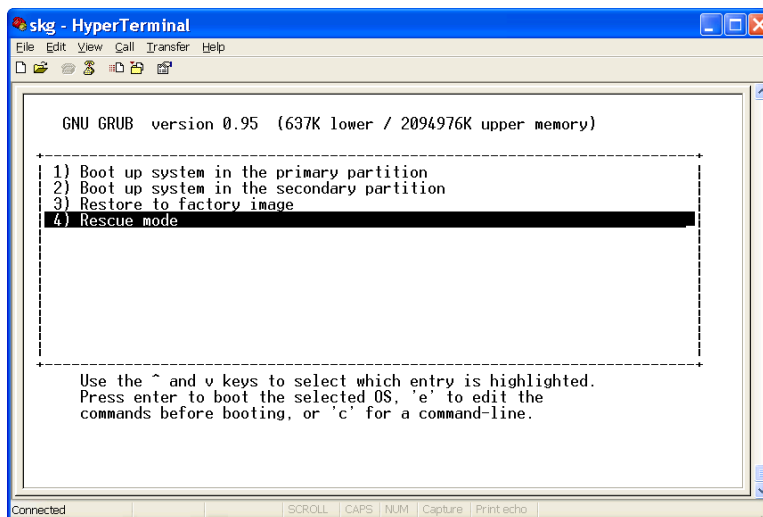 skg - HyperTerminal
File Edit View Call Transfer Help
GNU GRUB version 0.95 (637K lower / 2094976K upper memory)
1) Boot up system in the primary partition
2) Boot up system in the secondary partition
3) Restore to factory image
4) Rescue mode
Use the ^ and v keys to select which entry is highlighted.
Press enter to boot the selected OS, 'e' to edit the
commands before booting, or 'c' for a command-line.
Connected SCROLL CAPS NUM Capture Print echo